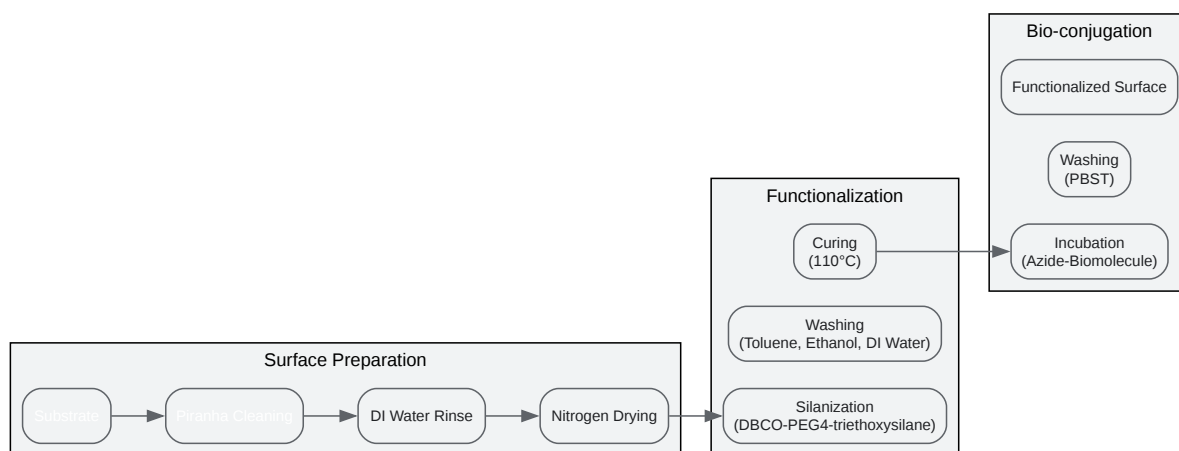 Bio-conjugation
Functionalized Surface
Washing
(PBST)
Incubation
(Azide-Biomolecule)
Functionalization
Curing
(110°C)
Washing
(Toluene, Ethanol, DI Water)
Silanization
(DBCO-PEG4-triethoxysilane)
Surface Preparation
Substrate
Piranha Cleaning
DI Water Rinse
Nitrogen Drying